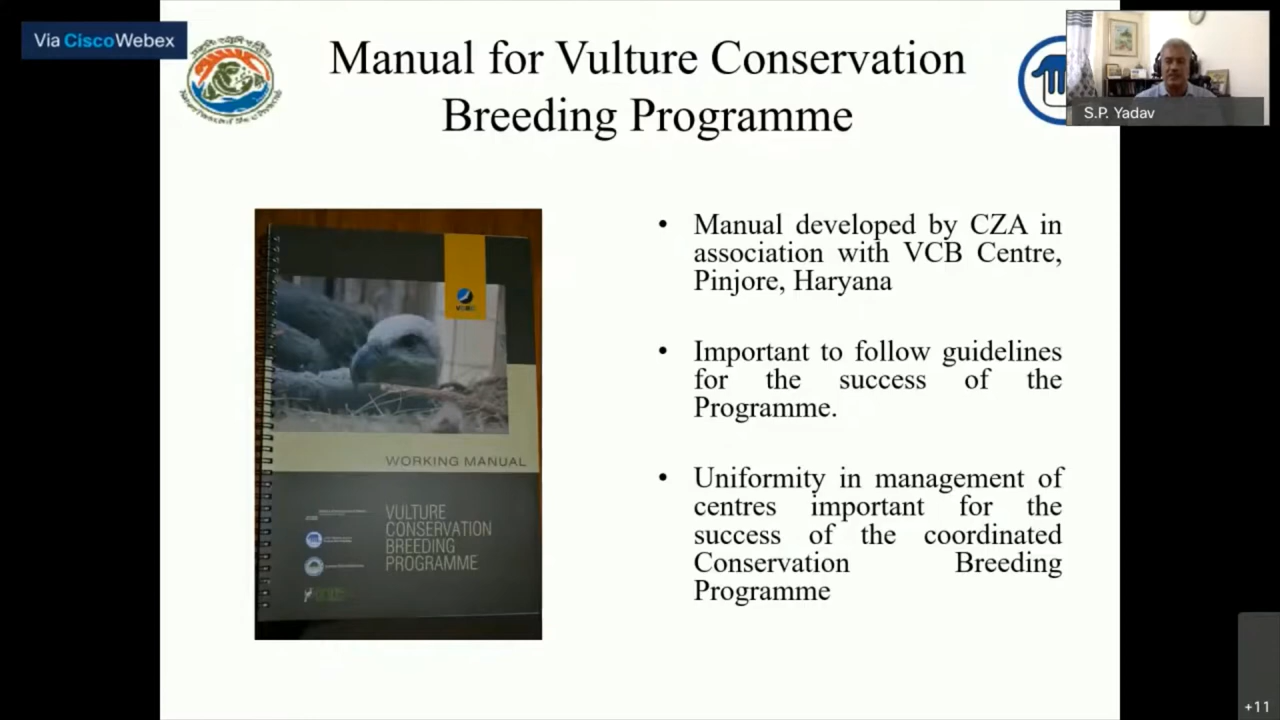 Via CiscoWebex
Manual for Vulture Conservation
Breeding Programme
S.P. Yadav
WORKING MANUAL
VULTURE
CONSERVATION
BREEDING
PROGRAMME
• Manual developed by CZA in
association with VCB Centre,
Pinjore, Haryana
• Important to follow guidelines
for the success of the
Programme.
• Uniformity in management of
centres important for the
success of the coordinated
Conservation Breeding
Programme
+11